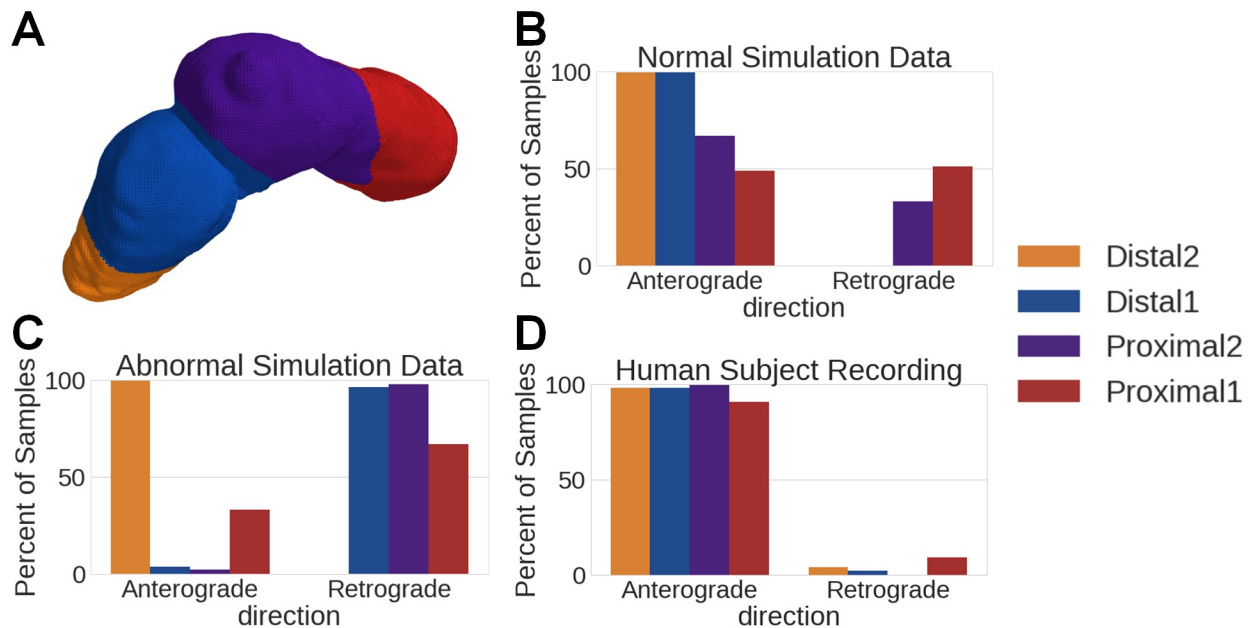 A
B
Normal Simulation Data
Percent of Samples
100
50
0
Anterograde
Retrograde
direction
Distal2
Distal1
Proximal2
Proximal1
C
Abnormal Simulation Data
Percent of Samples
100
50
0
Anterograde
Retrograde
direction
D
Human Subject Recording
Percent of Samples
100
50
0
Anterograde
Retrograde
direction